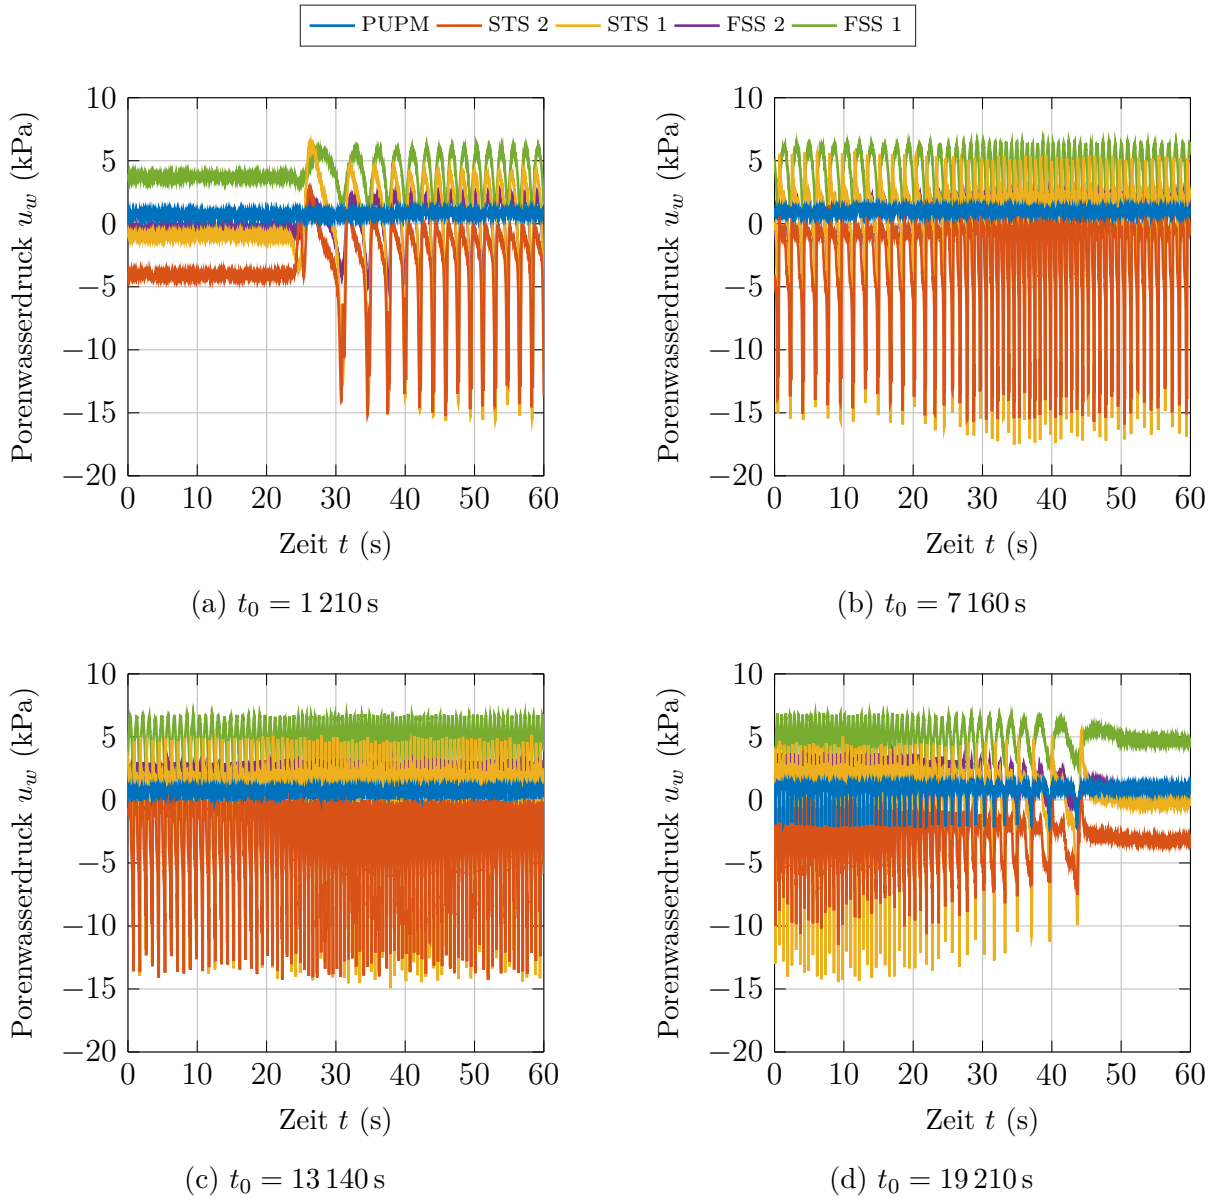 PUPM STS 2 STS 1 FSS 2 FSS 1
10
5
0
−5
−10
−15
−20
0 10 20 30 40 50 60
Porenwasserdruck u_w (kPa)
Zeit t (s)
(a) t_0 = 1 210 s
10
5
0
−5
−10
−15
−20
0 10 20 30 40 50 60
Porenwasserdruck u_w (kPa)
Zeit t (s)
(b) t_0 = 7 160 s
10
5
0
−5
−10
−15
−20
0 10 20 30 40 50 60
Porenwasserdruck u_w (kPa)
Zeit t (s)
(c) t_0 = 13 140 s
10
5
0
−5
−10
−15
−20
0 10 20 30 40 50 60
Porenwasserdruck u_w (kPa)
Zeit t (s)
(d) t_0 = 19 210 s